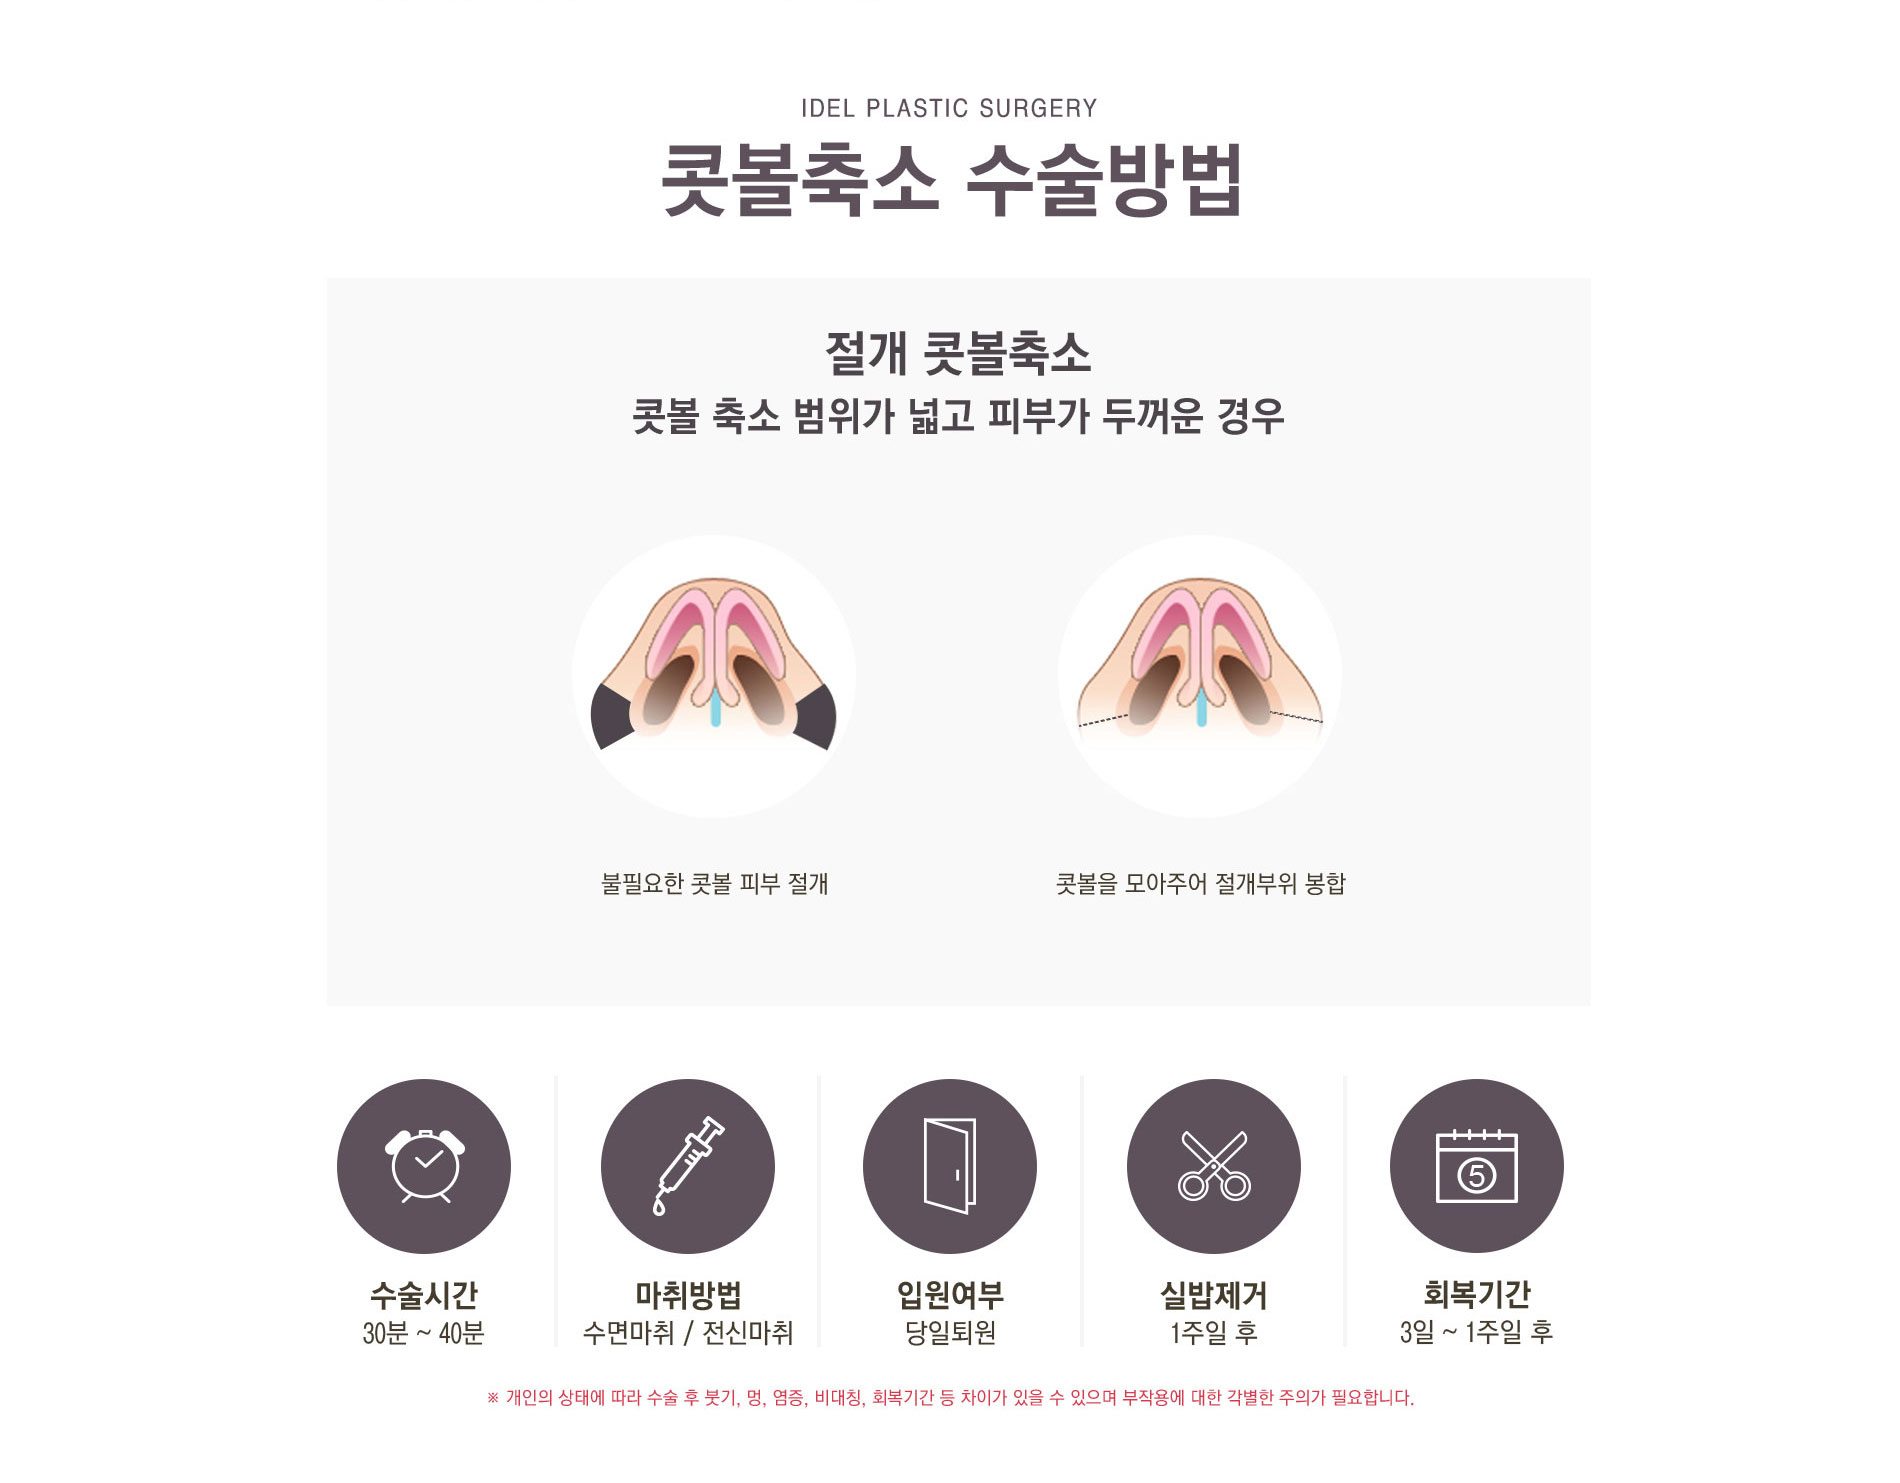 IDEL PLASTIC SURGERY
콧볼축소 수술방법
절개 콧볼축소
콧볼 축소 범위가 넓고 피부가 두꺼운 경우
불필요한 콧볼 피부 절개
콧볼을 모아주어 절개부위 봉합
5
수술시간
30분 ~ 40분
마취방법
수면마취 / 전신마취
입원여부
당일퇴원
실밥제거
1주일 후
회복기간
3일 ~ 1주일 후
※ 개인의 상태에 따라 수술 후 붓기, 멍, 염증, 비대칭, 회복기간 등 차이가 있을 수 있으며 부작용에 대한 각별한 주의가 필요합니다.